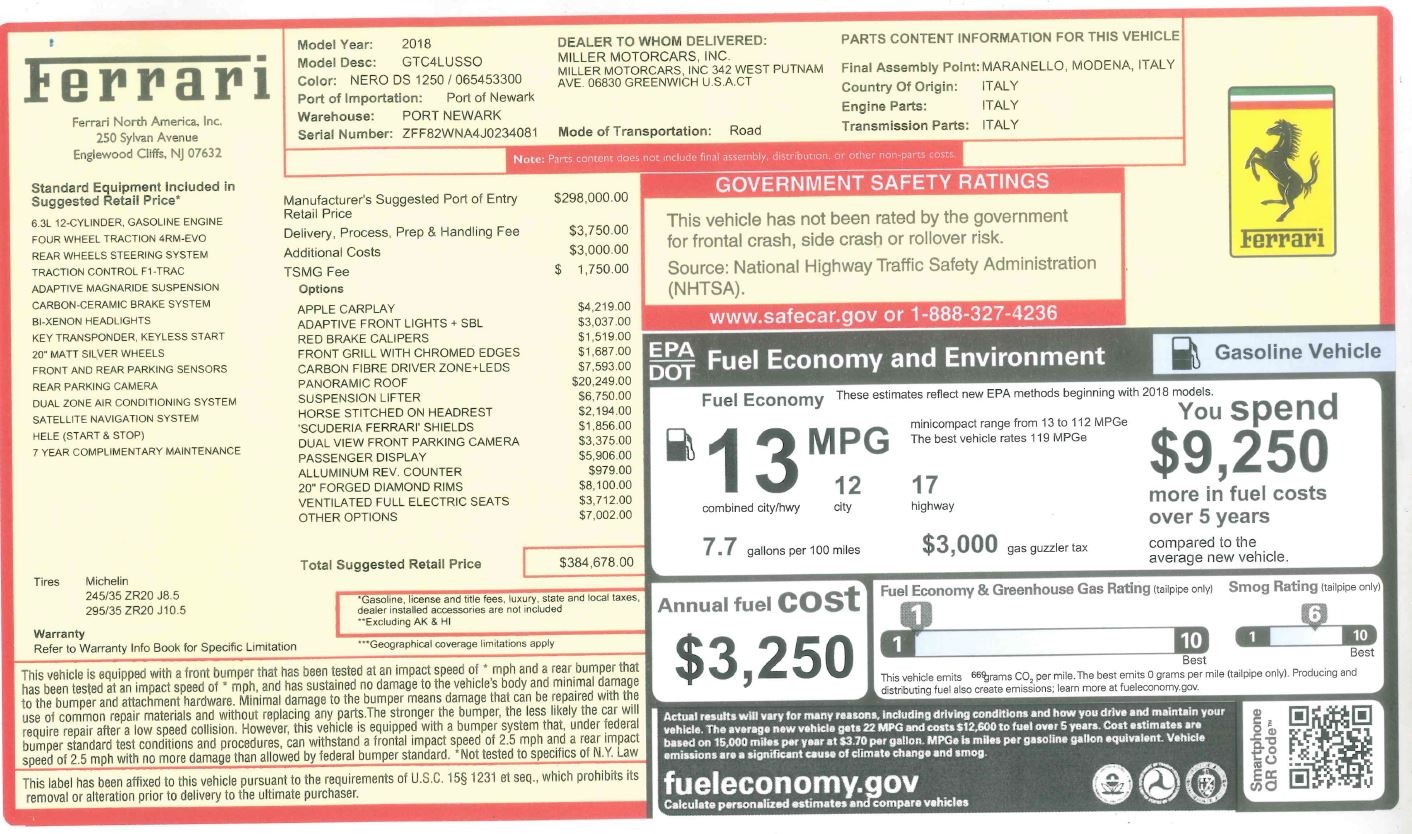 Ferrari
Ferrari North America, Inc.
250 Sylvan Avenue
Englewood Cliffs, NJ 07632
Model Year: 2018
Model Desc: GTC4LUSSO
Color: NERO DS 1250 / 065453300
Port of Importation: Port of Newark
Warehouse: PORT NEWARK
Serial Number: ZFF82WNA4J0234081
DEALER TO WHOM DELIVERED:
MILLER MOTORCARS, INC.
MILLER MOTORCARS, INC 342 WEST PUTNAM
AVE. 06830 GREENWICH U.S.A.CT
Mode of Transportation: Road
PARTS CONTENT INFORMATION FOR THIS VEHICLE
Final Assembly Point: MARANELLO, MODENA, ITALY
Country Of Origin: ITALY
Engine Parts: ITALY
Transmission Parts: ITALY
Note: Parts content does not include final assembly, distribution, or other non-parts costs.
Ferrari
Standard Equipment Included in
Suggested Retail Price*
6.3L 12-CYLINDER, GASOLINE ENGINE
FOUR WHEEL TRACTION 4RM-EVO
REAR WHEELS STEERING SYSTEM
TRACTION CONTROL F1-TRAC
ADAPTIVE MAGNARIDE SUSPENSION
CARBON-CERAMIC BRAKE SYSTEM
BI-XENON HEADLIGHTS
KEY TRANSPONDER, KEYLESS START
20" MATT SILVER WHEELS
FRONT AND REAR PARKING SENSORS
REAR PARKING CAMERA
DUAL ZONE AIR CONDITIONING SYSTEM
SATELLITE NAVIGATION SYSTEM
HELE (START & STOP)
7 YEAR COMPLIMENTARY MAINTENANCE
Manufacturer's Suggested Port of Entry $298,000.00
Retail Price
Delivery, Process, Prep & Handling Fee $3,750.00
Additional Costs $3,000.00
TSMG Fee $ 1,750.00
Options
APPLE CARPLAY $4,219.00
ADAPTIVE FRONT LIGHTS + SBL $3,037.00
RED BRAKE CALIPERS $1,519.00
FRONT GRILL WITH CHROMED EDGES $1,687.00
CARBON FIBRE DRIVER ZONE+LEDS $7,593.00
PANORAMIC ROOF $20,249.00
SUSPENSION LIFTER $6,750.00
HORSE STITCHED ON HEADREST $2,194.00
'SCUDERIA FERRARI' SHIELDS $1,856.00
DUAL VIEW FRONT PARKING CAMERA $3,375.00
PASSENGER DISPLAY $5,906.00
ALLUMINUM REV. COUNTER $979.00
20" FORGED DIAMOND RIMS $8,100.00
VENTILATED FULL ELECTRIC SEATS $3,712.00
OTHER OPTIONS $7,002.00
Total Suggested Retail Price $384,678.00
Tires Michelin
245/35 ZR20 J8.5
295/35 ZR20 J10.5
Warranty
Refer to Warranty Info Book for Specific Limitation
*Gasoline, license and title fees, luxury, state and local taxes,
dealer installed accessories are not included
**Excluding AK & HI
***Geographical coverage limitations apply
This vehicle is equipped with a front bumper that has been tested at an impact speed of * mph and a rear bumper that
has been tested at an impact speed of * mph, and has sustained no damage to the vehicle's body and minimal damage
to the bumper and attachment hardware. Minimal damage to the bumper means damage that can be repaired with the
use of common repair materials and without replacing any parts.The stronger the bumper, the less likely the car will
require repair after a low speed collision. However, this vehicle is equipped with a bumper system that, under federal
bumper standard test conditions and procedures, can withstand a frontal impact speed of 2.5 mph and a rear impact
speed of 2.5 mph with no more damage than allowed by federal bumper standard. *Not tested to specifics of N.Y. Law
This label has been affixed to this vehicle pursuant to the requirements of U.S.C. 15§ 1231 et seq., which prohibits its
removal or alteration prior to delivery to the ultimate purchaser.
GOVERNMENT SAFETY RATINGS
This vehicle has not been rated by the government
for frontal crash, side crash or rollover risk.
Source: National Highway Traffic Safety Administration
(NHTSA).
www.safecar.gov or 1-888-327-4236
EPA
DOT
Fuel Economy and Environment
Gasoline Vehicle
Fuel Economy
These estimates reflect new EPA methods beginning with 2018 models.
13 MPG
combined city/hwy
12
city
17
highway
minicompact range from 13 to 112 MPGe
The best vehicle rates 119 MPGe
7.7 gallons per 100 miles
$3,000 gas guzzler tax
You spend
$9,250
more in fuel costs
over 5 years
compared to the
average new vehicle.
Annual fuel cost
$3,250
Fuel Economy & Greenhouse Gas Rating (tailpipe only)
1
1 10
Best
Smog Rating (tailpipe only)
6
1 10
Best
This vehicle emits 669grams CO2 per mile. The best emits 0 grams per mile (tailpipe only). Producing and
distributing fuel also create emissions; learn more at fueleconomy.gov.
Actual results will vary for many reasons, including driving conditions and how you drive and maintain your
vehicle. The average new vehicle gets 22 MPG and costs $12,600 to fuel over 5 years. Cost estimates are
based on 15,000 miles per year at $3.70 per gallon. MPGe is miles per gasoline gallon equivalent. Vehicle
emissions are a significant cause of climate change and smog.
fueleconomy.gov
Calculate personalized estimates and compare vehicles
Smartphone
QR Code™